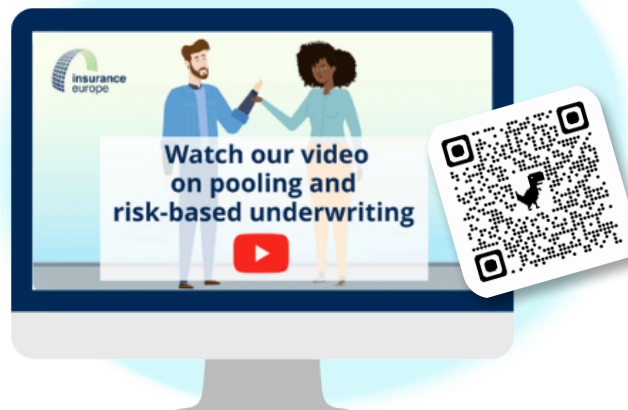 insurance
europe
Watch our video
on pooling and
risk-based underwriting